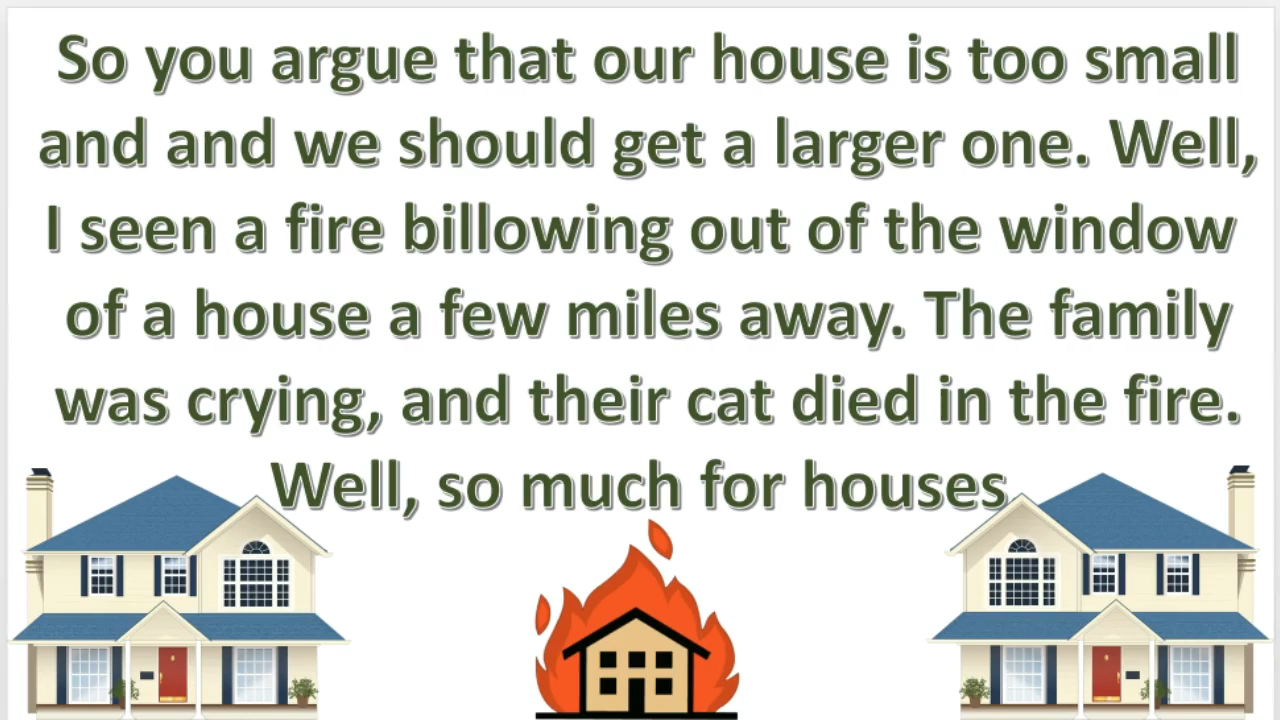 So you argue that our house is too small
and and we should get a larger one. Well,
I seen a fire billowing out of the window
of a house a few miles away. The family
was crying, and their cat died in the fire.
Well, so much for houses